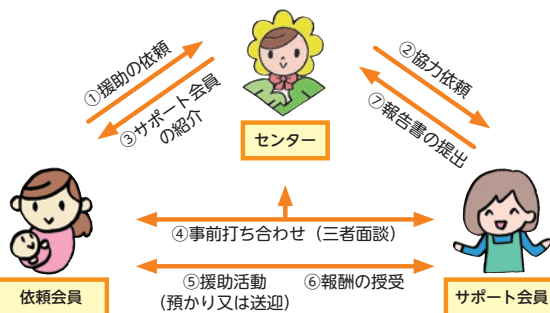 ①援助の依頼
③サポート会員
の紹介
②協力依頼
⑦報告書の提出
センター
④事前打ち合わせ（三者面談）
⑤援助活動
（預かり又は送迎）
⑥報酬の授受
依頼会員
サポート会員